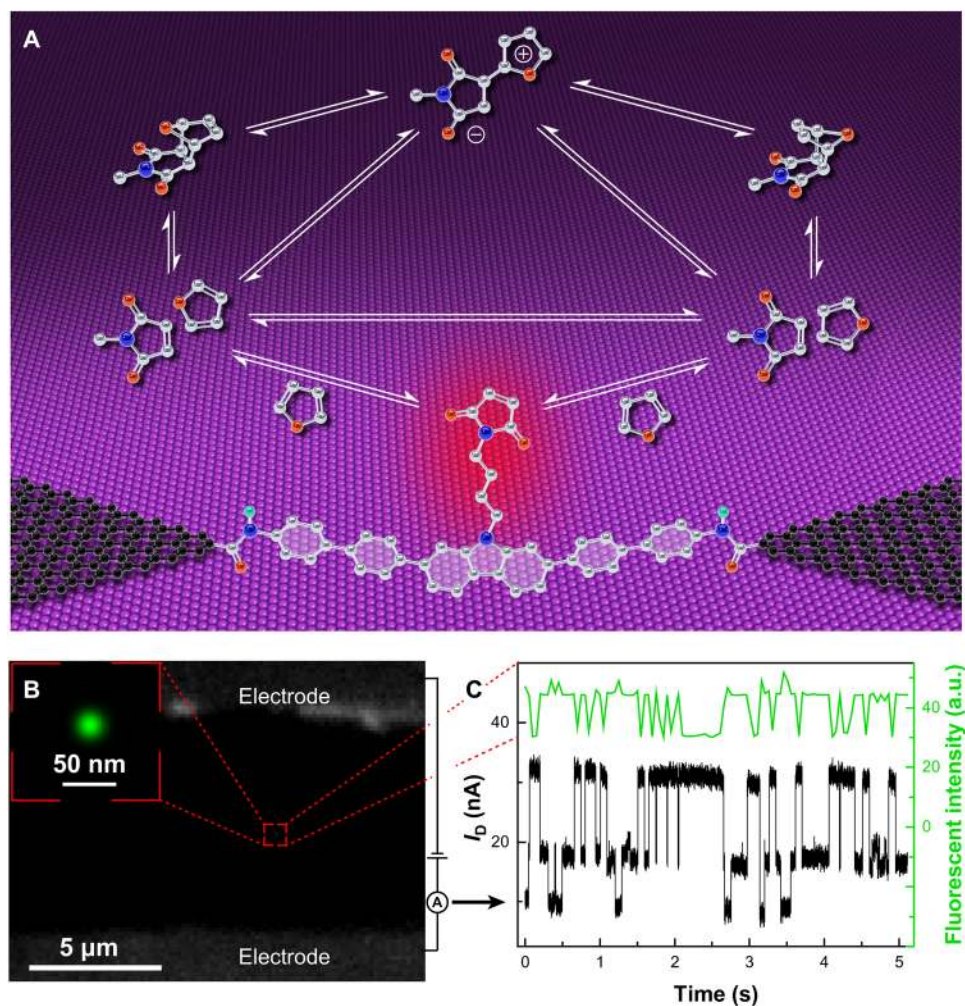 A
+
−
B
Electrode
50 nm
5 µm
Electrode
A
C
40
20
I_D (nA)
40
20
0
Fluorescent intensity (a.u.)
0 1 2 3 4 5
Time (s)